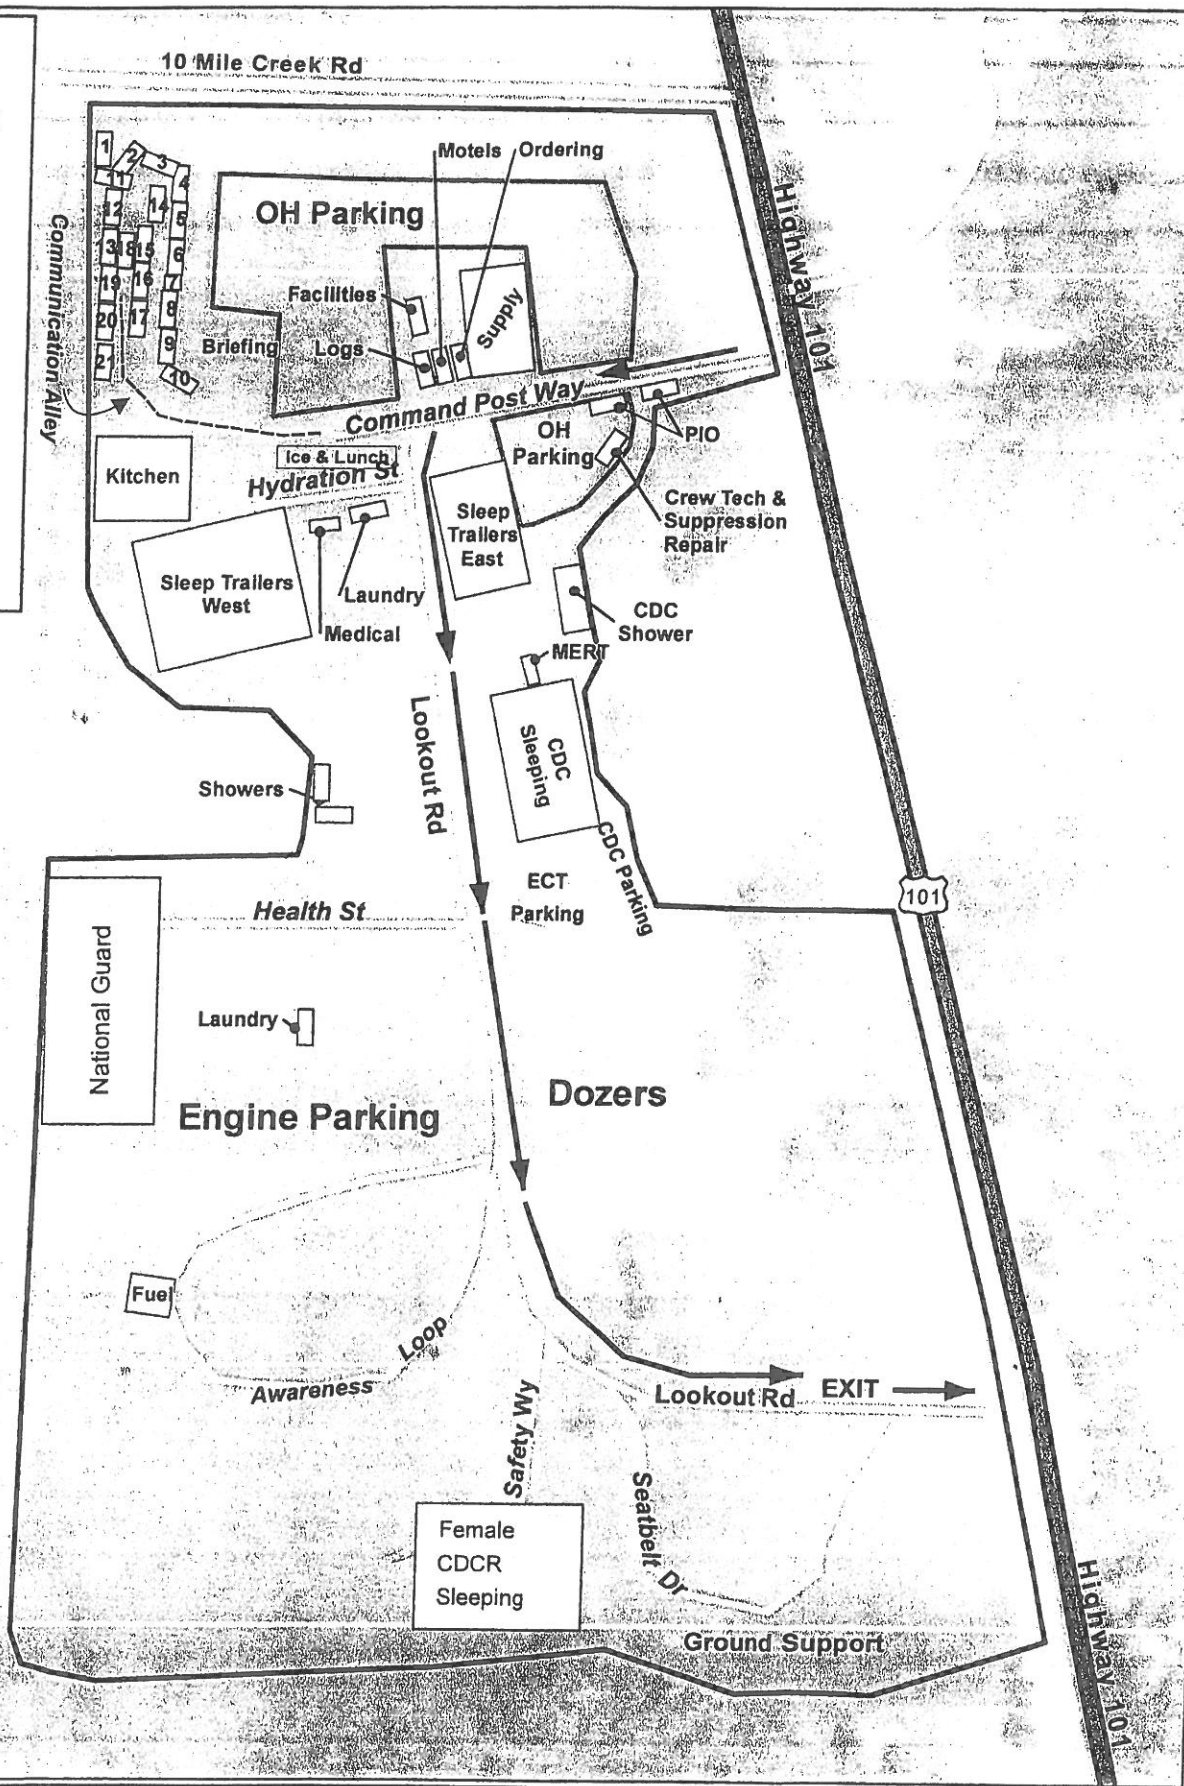 10 Mile Creek Rd
Motels
Ordering
1
2
3
4
11
12
14
5
13
18
15
6
19
16
7
20
17
8
21
9
10
OH Parking
Highway 101
Communication Alley
Facilities
Supply
Briefing
Logs
Command Post Way
OH
Parking
PIO
Kitchen
Ice & Lunch
Hydration St
Crew Tech &
Suppression
Repair
Sleep
Trailers
East
Sleep Trailers
West
Laundry
Medical
CDC
Shower
MERT
Lookout Rd
CDC
Sleeping
Showers
CDC Parking
ECT
Parking
101
Health St
National Guard
Laundry
Engine Parking
Dozers
Fuel
Awareness Loop
Lookout Rd
EXIT
Safety Wy
Seatbelt Dr
Female
CDCR
Sleeping
Ground Support
Highway 101